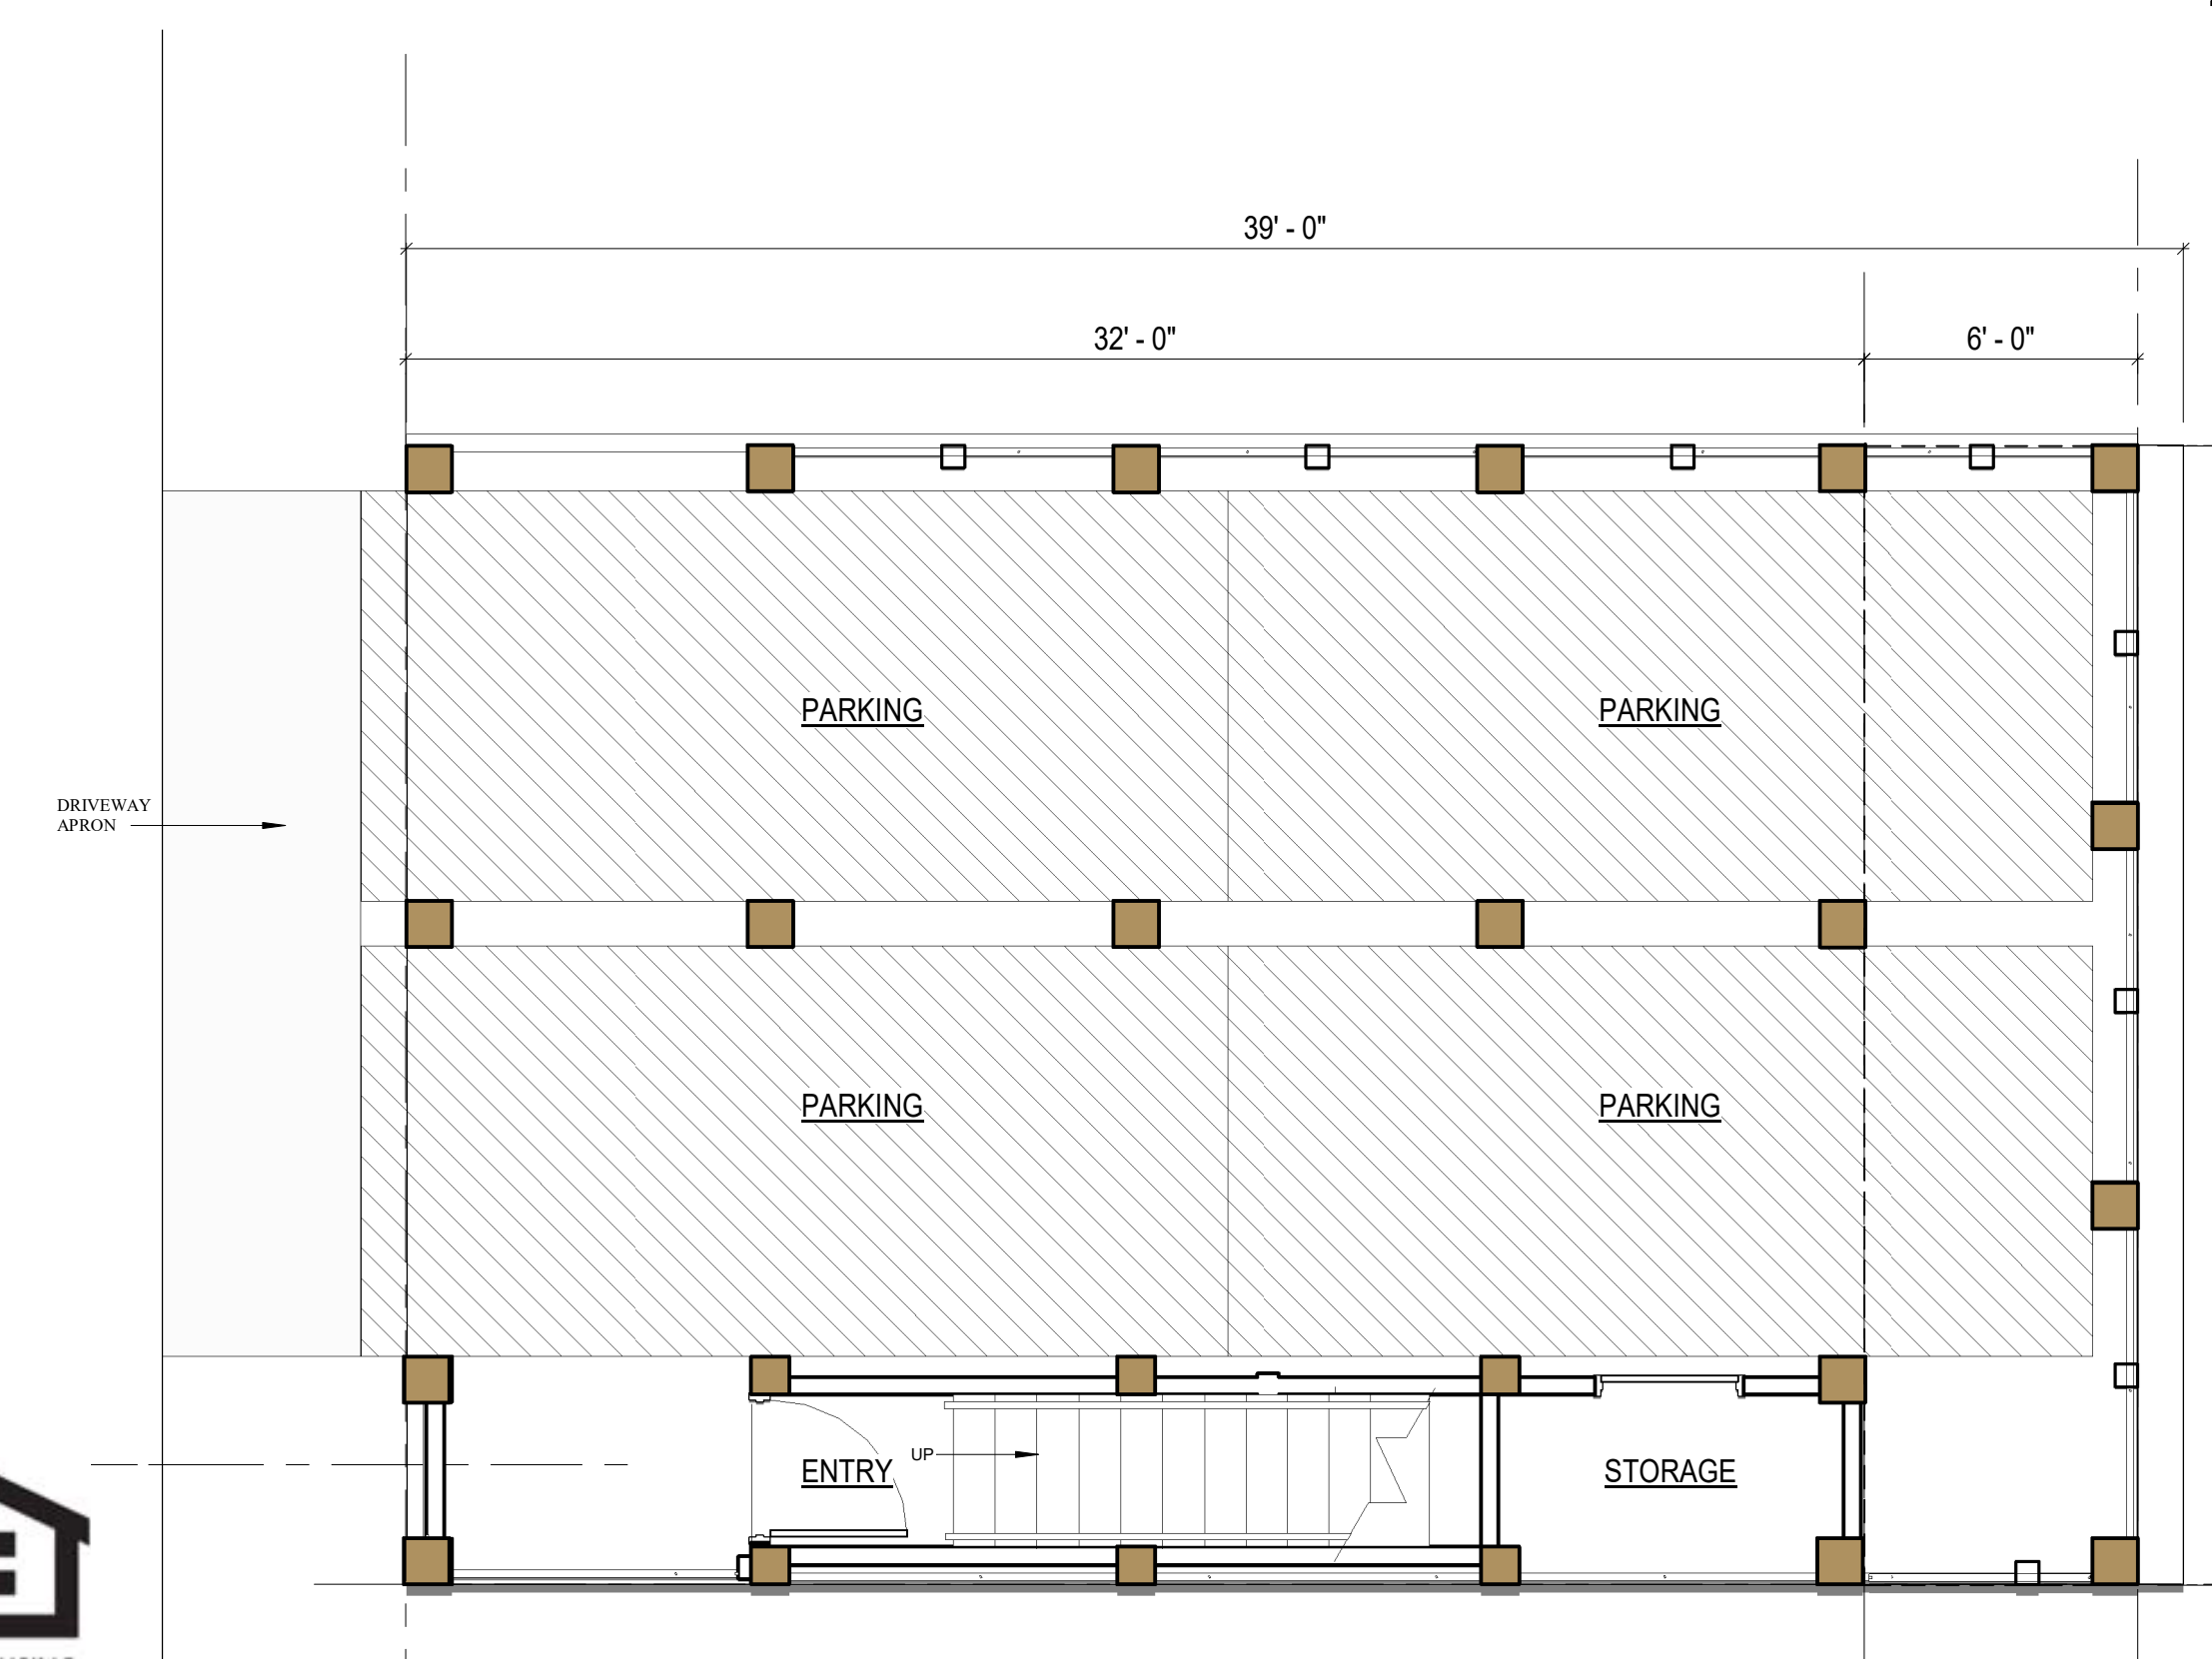 39' - 0"
32' - 0"
6' - 0"
PARKING
PARKING
DRIVEWAY
APRON
PARKING
PARKING
UP
ENTRY
STORAGE